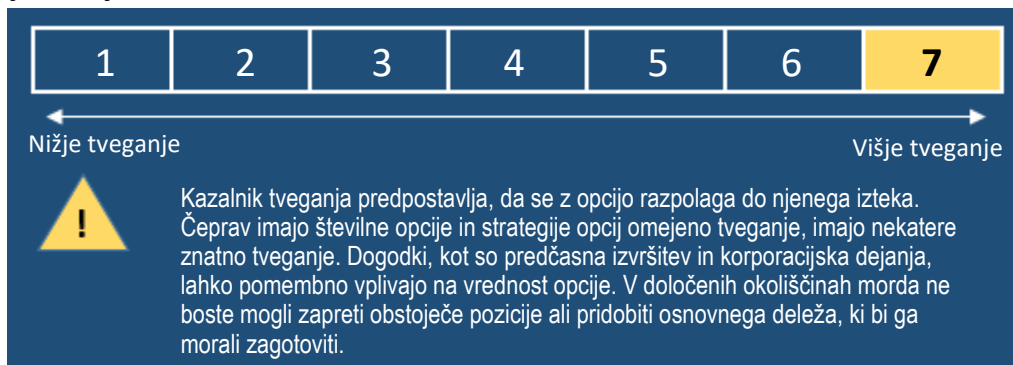 1 2 3 4 5 6 7
Nižje tveganje Višje tveganje
! Kazalnik tveganja predpostavlja, da se z opcijo razpolaga do njenega izteka.
Čeprav imajo številne opcije in strategije opcij omejeno tveganje, imajo nekatere
znatno tveganje. Dogodki, kot so predčasna izvršitev in korporacijska dejanja,
lahko pomembno vplivajo na vrednost opcije. V določenih okoliščinah morda ne
boste mogli zapreti obstoječe pozicije ali pridobiti osnovnega deleža, ki bi ga
morali zagotoviti.